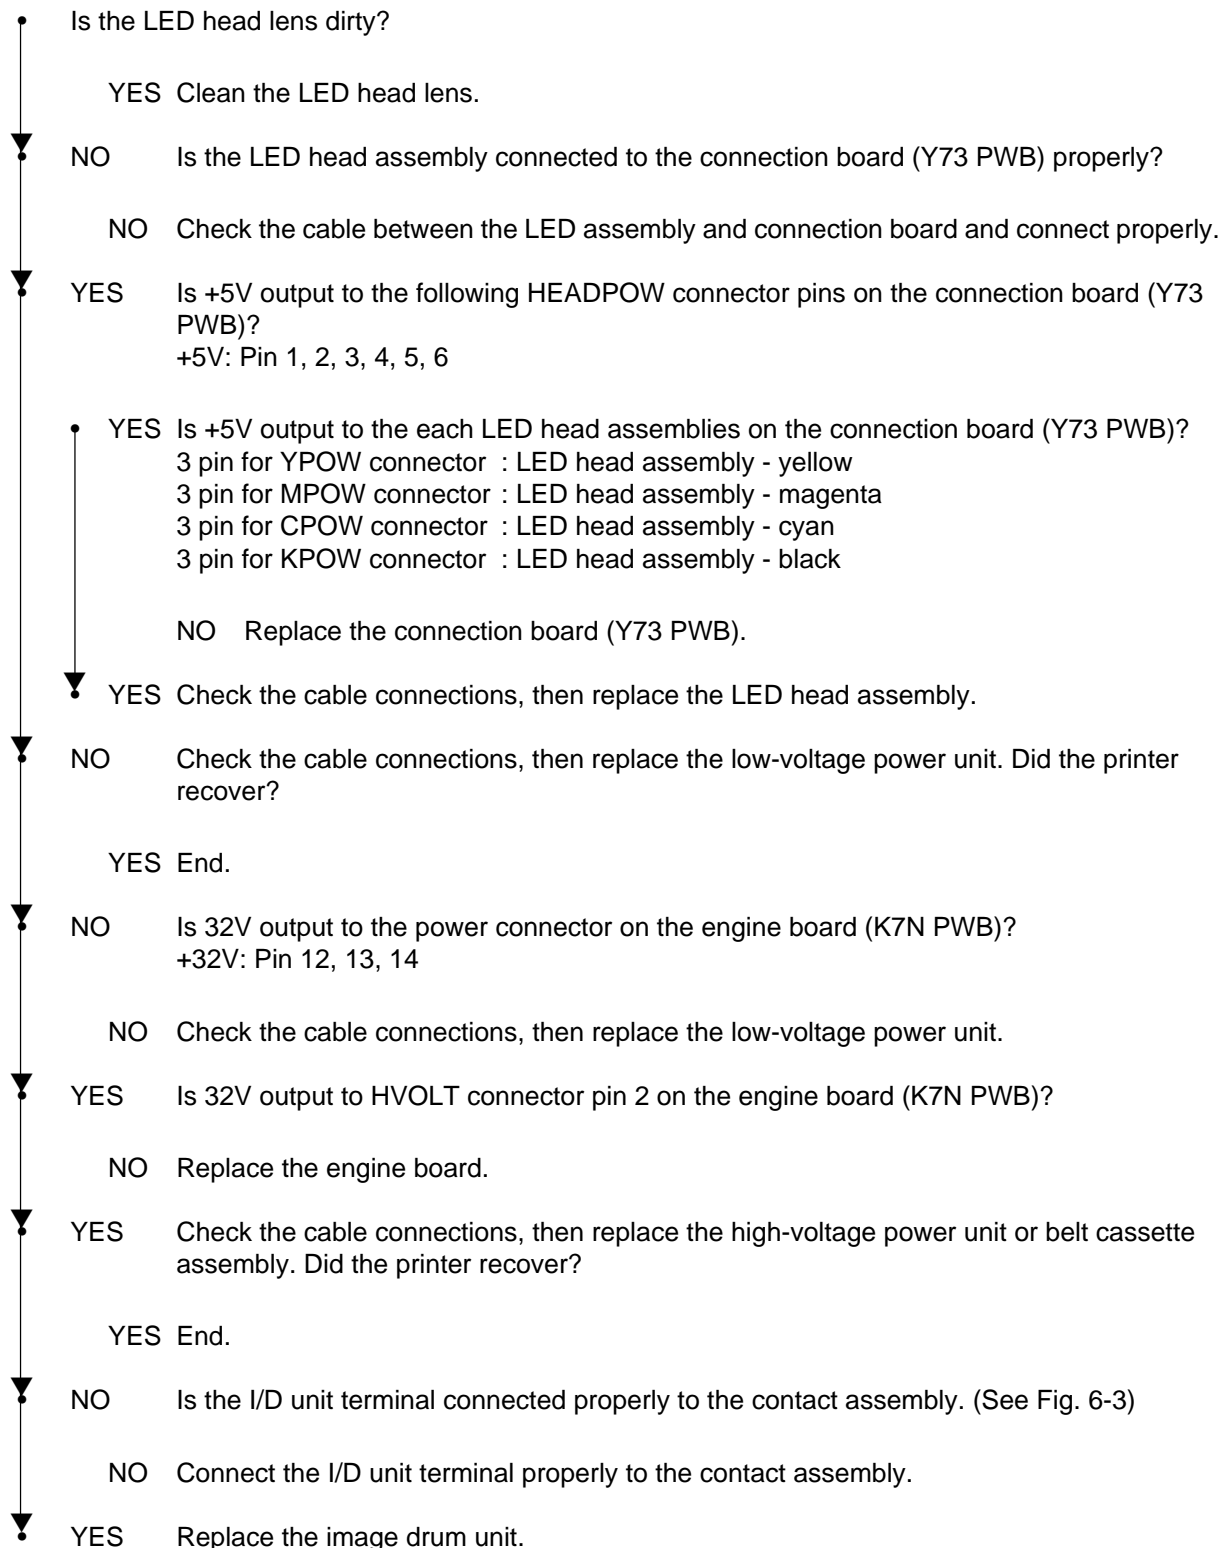 Is the LED head lens dirty?
YES Clean the LED head lens.
NO Is the LED head assembly connected to the connection board (Y73 PWB) properly?
NO Check the cable between the LED assembly and connection board and connect properly.
YES Is +5V output to the following HEADPOW connector pins on the connection board (Y73
PWB)?
+5V: Pin 1, 2, 3, 4, 5, 6
YES Is +5V output to the each LED head assemblies on the connection board (Y73 PWB)?
3 pin for YPOW connector : LED head assembly - yellow
3 pin for MPOW connector : LED head assembly - magenta
3 pin for CPOW connector : LED head assembly - cyan
3 pin for KPOW connector : LED head assembly - black
NO Replace the connection board (Y73 PWB).
YES Check the cable connections, then replace the LED head assembly.
NO Check the cable connections, then replace the low-voltage power unit. Did the printer
recover?
YES End.
NO Is 32V output to the power connector on the engine board (K7N PWB)?
+32V: Pin 12, 13, 14
NO Check the cable connections, then replace the low-voltage power unit.
YES Is 32V output to HVOLT connector pin 2 on the engine board (K7N PWB)?
NO Replace the engine board.
YES Check the cable connections, then replace the high-voltage power unit or belt cassette
assembly. Did the printer recover?
YES End.
NO Is the I/D unit terminal connected properly to the contact assembly. (See Fig. 6-3)
NO Connect the I/D unit terminal properly to the contact assembly.
YES Replace the image drum unit.